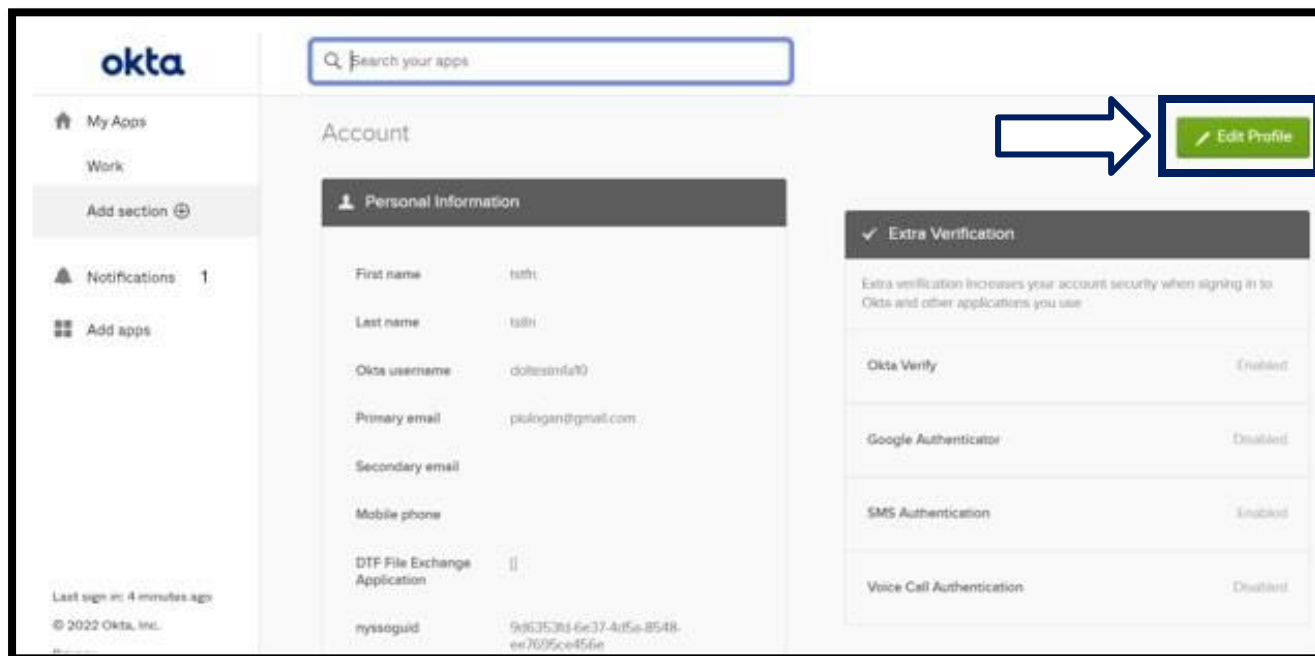 okta
Search your apps
My Apps
Work
Add section
Notifications 1
Add apps
Last sign in: 4 minutes ago
© 2022 Okta, Inc.
Account
Edit Profile
Personal Information
First name
Last name
Okta username
Primary email
Secondary email
Mobile phone
DTF File Exchange
Application
[]
nyssoguid
Extra Verification
Extra verification increases your account security when signing in to
Okta and other applications you use
Okta Verify Enabled
Google Authenticator Disabled
SMS Authentication Enabled
Voice Call Authentication Disabled